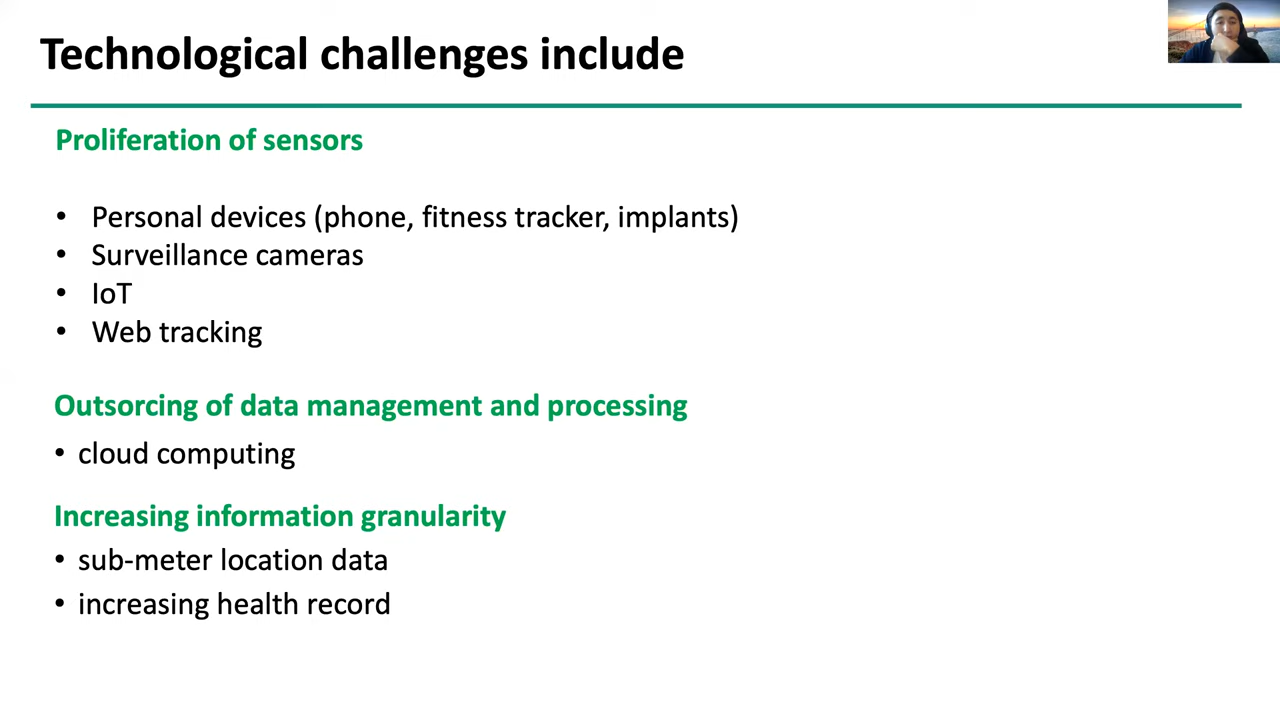 Technological challenges include
Proliferation of sensors
• Personal devices (phone, fitness tracker, implants)
• Surveillance cameras
• IoT
• Web tracking
Outsorcing of data management and processing
• cloud computing
Increasing information granularity
• sub-meter location data
• increasing health record